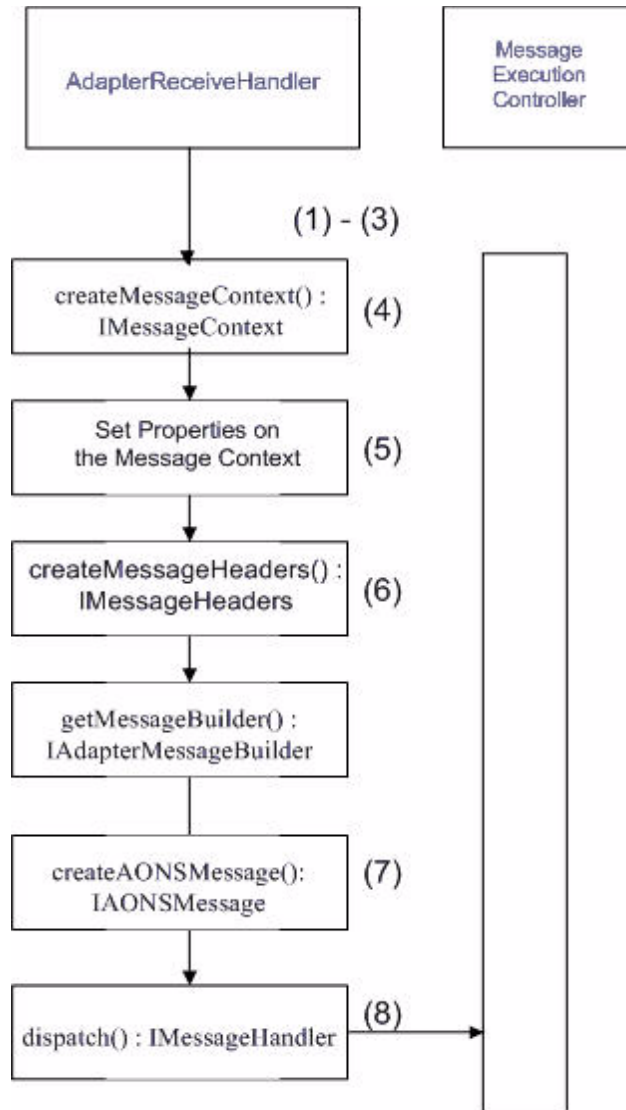 AdapterReceiveHandler
Message
Execution
Controller
(1) - (3)
createMessageContext() :
IMessageContext
(4)
Set Properties on
the Message Context
(5)
createMessageHeaders() :
IMessageHeaders
(6)
getMessageBuilder() :
IAdapterMessageBuilder
createAONSMessage():
IAONSMessage
(7)
dispatch() : IMessageHandler
(8)